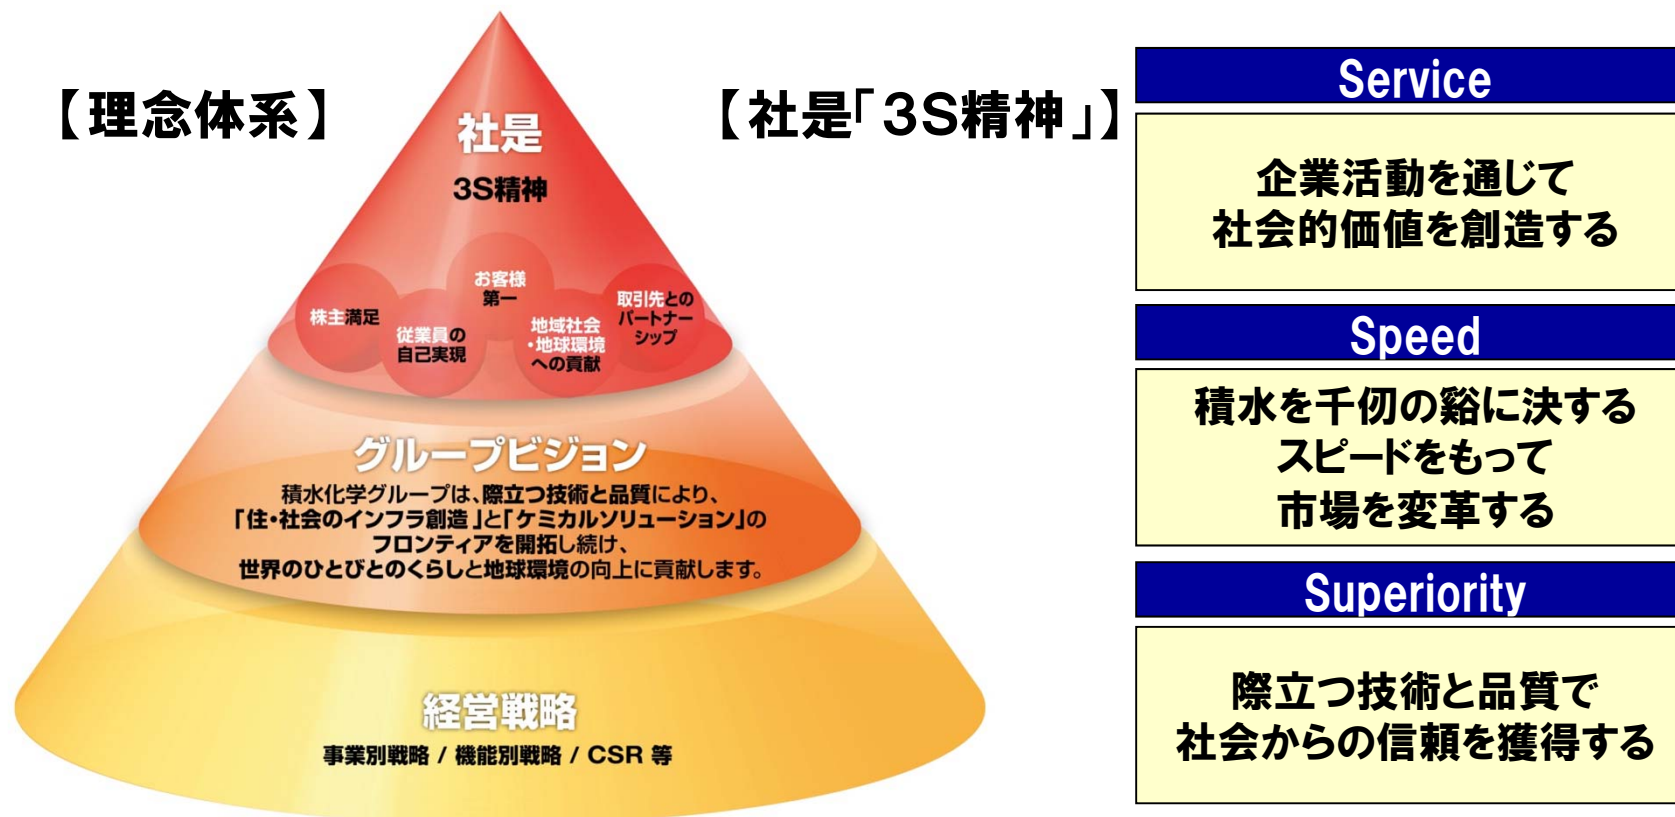 【理念体系】
社是
3S精神
お客様
第一
株主満足
従業員の
自己実現
地域社会
・地球環境
への貢献
取引先との
パートナー
シップ
グループビジョン
積水化学グループは、際立つ技術と品質により、
「住・社会のインフラ創造」と「ケミカルソリューション」の
フロンティアを開拓し続け、
世界のひとびとのくらしと地球環境の向上に貢献します。
経営戦略
事業別戦略 / 機能別戦略 / CSR 等
【社是「3S精神」】
Service
企業活動を通じて
社会的価値を創造する
Speed
積水を千仞の谿に決する
スピードをもって
市場を変革する
Superiority
際立つ技術と品質で
社会からの信頼を獲得する